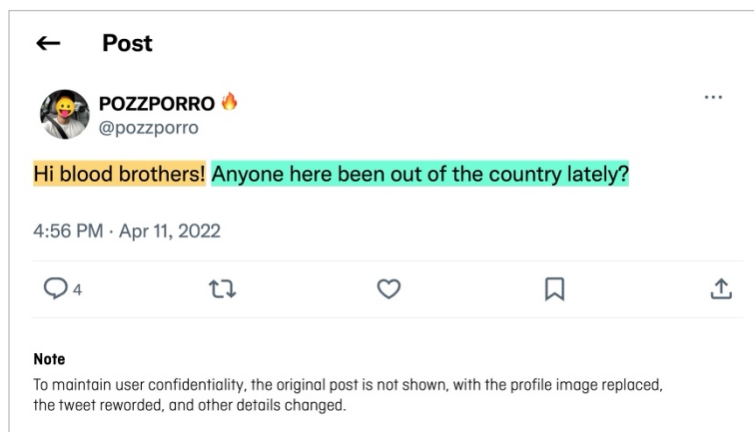 ← Post
POZZPORRO 🔥
@pozzporro
Hi blood brothers! Anyone here been out of the country lately?
4:56 PM · Apr 11, 2022
4
Note
To maintain user confidentiality, the original post is not shown, with the profile image replaced,
the tweet reworded, and other details changed.